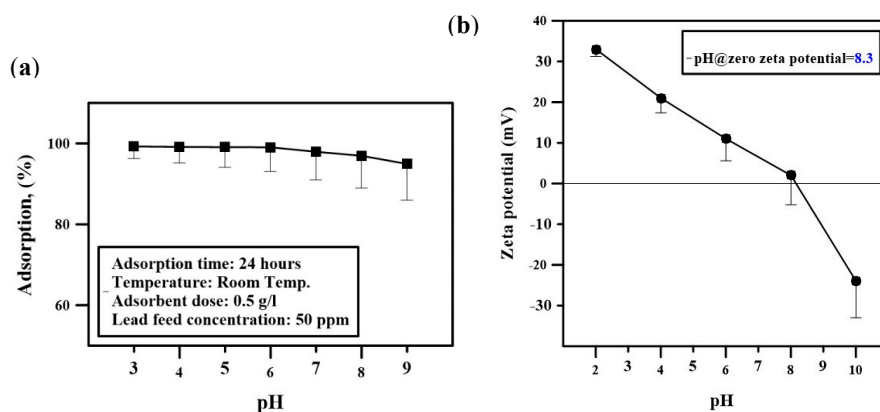 (a)
Adsorption, (%)
100
80
60
Adsorption time: 24 hours
Temperature: Room Temp.
Adsorbent dose: 0.5 g/l
Lead feed concentration: 50 ppm
3 4 5 6 7 8 9
pH
(b)
Zeta potential (mV)
40
30
20
10
0
-10
-20
-30
pH@zero zeta potential=8.3
2 3 4 5 6 7 8 9 10
pH